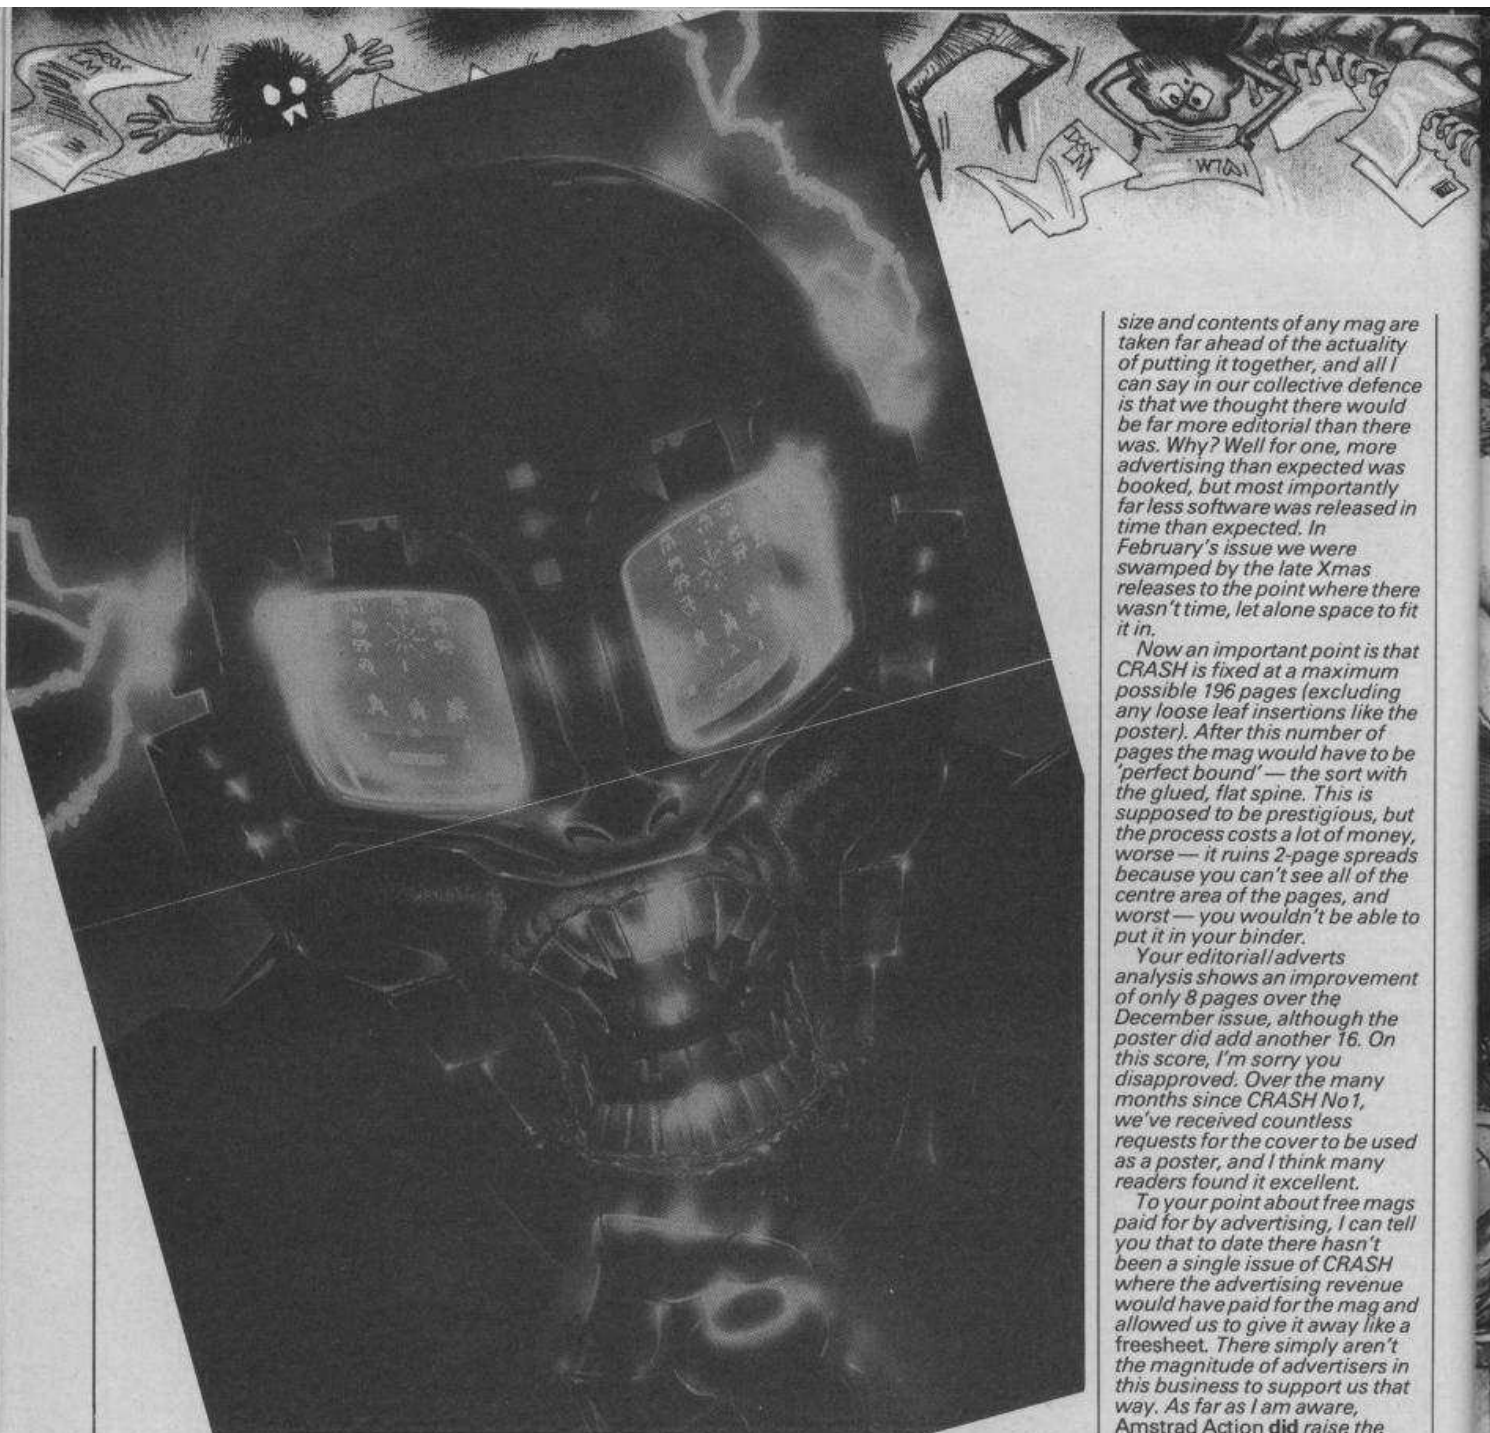 Dear
LM
Dear
LM
size and contents of any mag are
taken far ahead of the actuality
of putting it together, and all I
can say in our collective defence
is that we thought there would
be far more editorial than there
was. Why? Well for one, more
advertising than expected was
booked, but most importantly
far less software was released in
time than expected. In
February's issue we were
swamped by the late Xmas
releases to the point where there
wasn't time, let alone space to fit
it in.
Now an important point is that
CRASH is fixed at a maximum
possible 196 pages (excluding
any loose leaf insertions like the
poster). After this number of
pages the mag would have to be
'perfect bound' — the sort with
the glued, flat spine. This is
supposed to be prestigious, but
the process costs a lot of money,
worse — it ruins 2-page spreads
because you can't see all of the
centre area of the pages, and
worst — you wouldn't be able to
put it in your binder.
Your editorial/adverts
analysis shows an improvement
of only 8 pages over the
December issue, although the
poster did add another 16. On
this score, I'm sorry you
disapproved. Over the many
months since CRASH No1,
we've received countless
requests for the cover to be used
as a poster, and I think many
readers found it excellent.
To your point about free mags
paid for by advertising, I can tell
you that to date there hasn't
been a single issue of CRASH
where the advertising revenue
would have paid for the mag and
allowed us to give it away like a
freesheet. There simply aren't
the magnitude of advertisers in
this business to support us that
way. As far as I am aware,
Amstrad Action did raise the